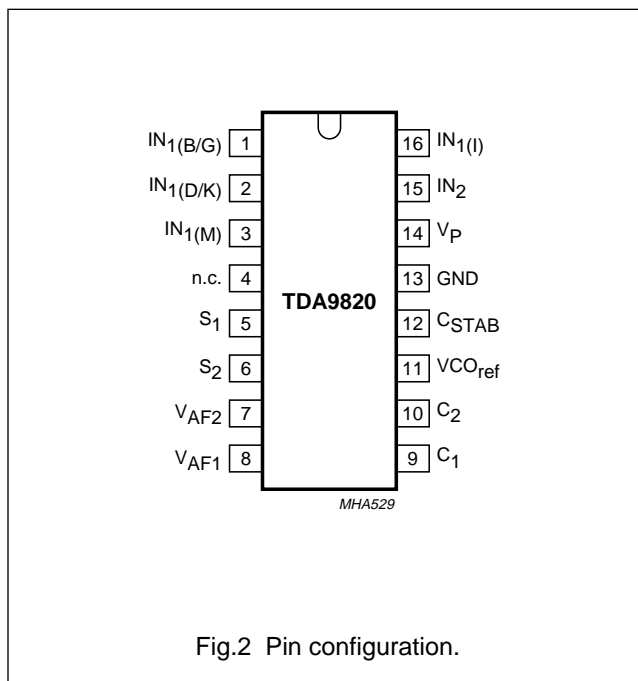 IN1(B/G) 1 16 IN1(I)
IN1(D/K) 2 15 IN2
IN1(M) 3 14 VP
n.c. 4 13 GND
TDA9820
S1 5 12 CSTAB
S2 6 11 VCOref
VAF2 7 10 C2
VAF1 8 9 C1
MHA529
Fig.2 Pin configuration.